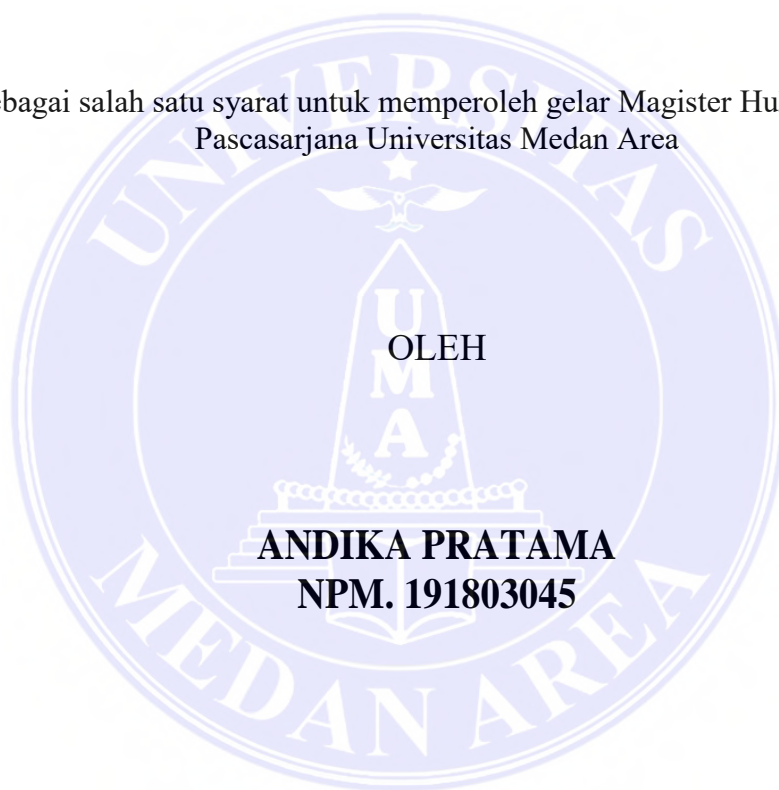 ebagai salah satu syarat untuk memperoleh gelar Magister Hu
Pascasarjana Universitas Medan Area
UNIVERSITAS
U
OLEH
M
A
ANDIKA PRATAMA
NPM. 191803045
MEDAN AREA